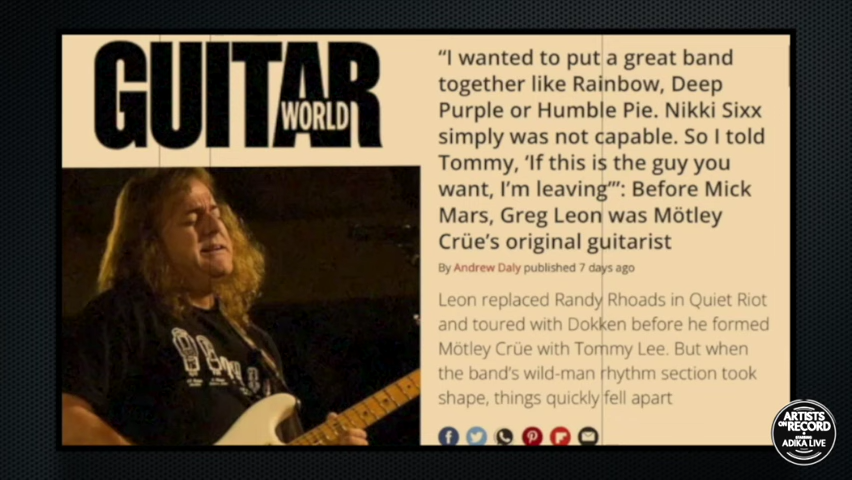 GUITAR
WORLD
“I wanted to put a great band
together like Rainbow, Deep
Purple or Humble Pie. Nikki Sixx
simply was not capable. So I told
Tommy, ‘If this is the guy you
want, I’m leaving’”: Before Mick
Mars, Greg Leon was Mötley
Crüe’s original guitarist
By Andrew Daly published 7 days ago
Leon replaced Randy Rhoads in Quiet Riot
and toured with Dokken before he formed
Mötley Crüe with Tommy Lee. But when
the band’s wild-man rhythm section took
shape, things quickly fell apart
ARTISTS
ON RECORD
ADIKA LIVE